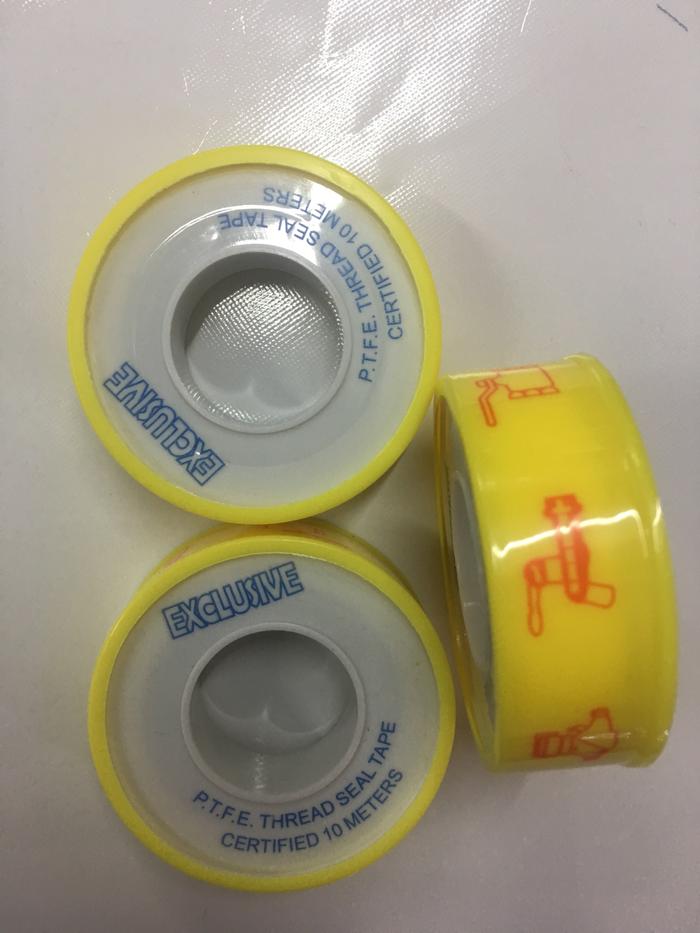 EXCLUSIVE
P.T.F.E. THREAD SEAL TAPE
CERTIFIED 10 METERS
EXCLUSIVE
P.T.F.E. THREAD SEAL TAPE
CERTIFIED 10 METERS